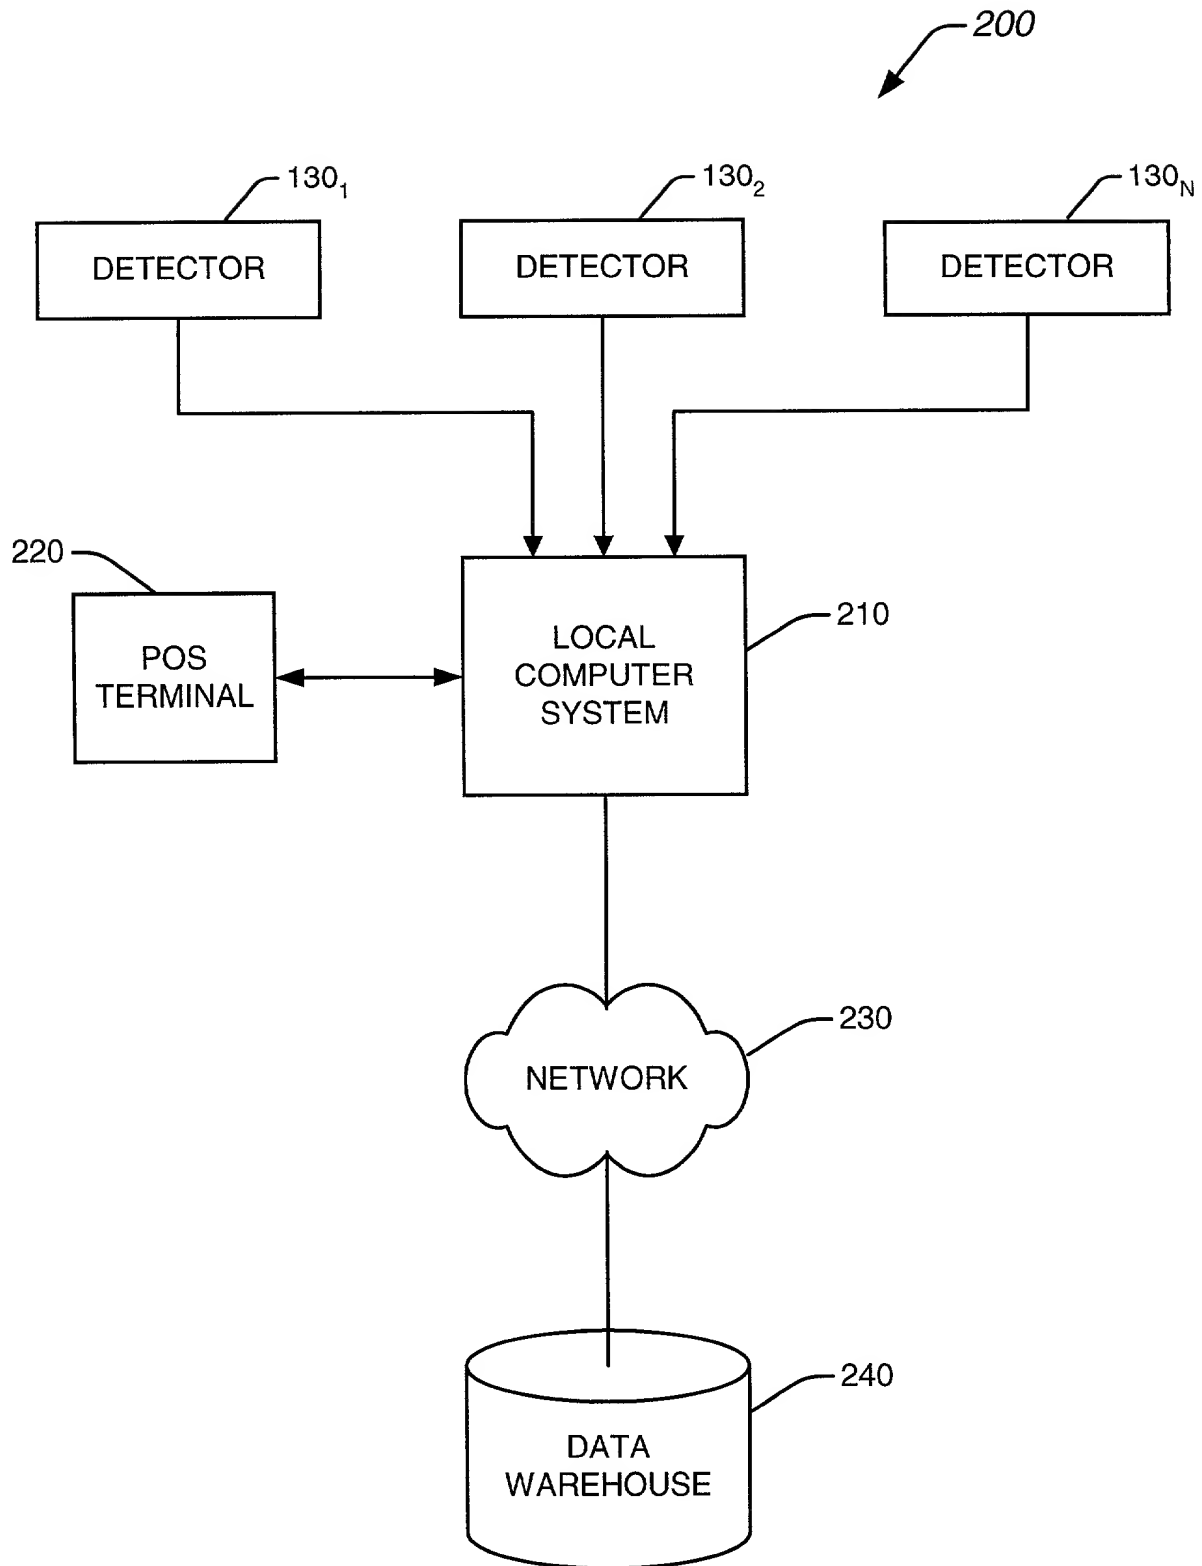 200
130₁
130₂
130N
DETECTOR
DETECTOR
DETECTOR
220
POS
TERMINAL
LOCAL
COMPUTER
SYSTEM
210
NETWORK
230
DATA
WAREHOUSE
240